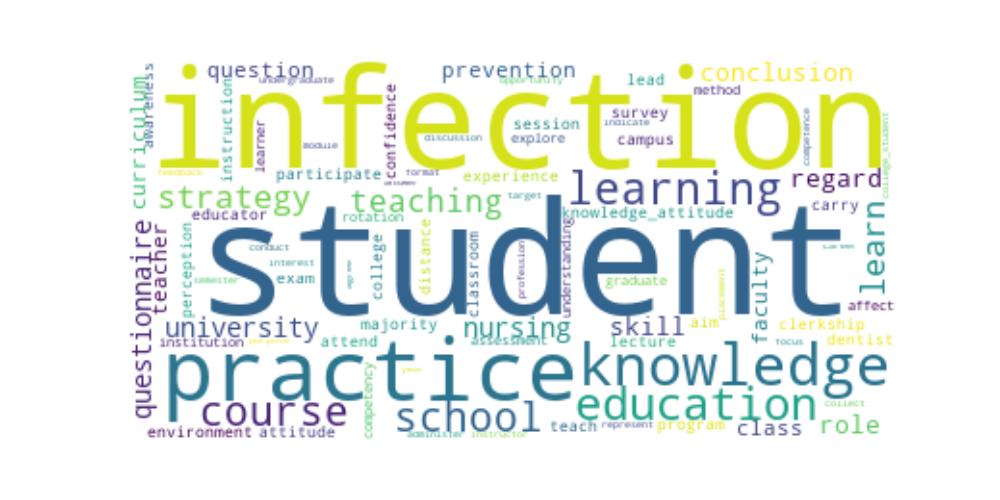 question
undergraduate
prevention
opportunity
lead
conclusion
method
curriculum
awareness
instruction
infection
learner
module
confidence
discussion
session
explore
survey
indicate
campus
competence
college_student
feedback
participate
format
experience
learning
regard
strategy
teaching
target
carry
educator
rotation
knowledge_attitude
student
learn
questionnaire
teacher
perception
conduct
interest
semester
exam
college
distance
classroom
profession
understanding
graduate
placement
faculty
affect
university
majority
nursing
skill
aim
clerkship
institution
attend
assessment
lecture
focus
dentist
practice
knowledge
year
competency
course
school
education
collect
environment
attitude
administer
instructor
teach
represent
program
class
role